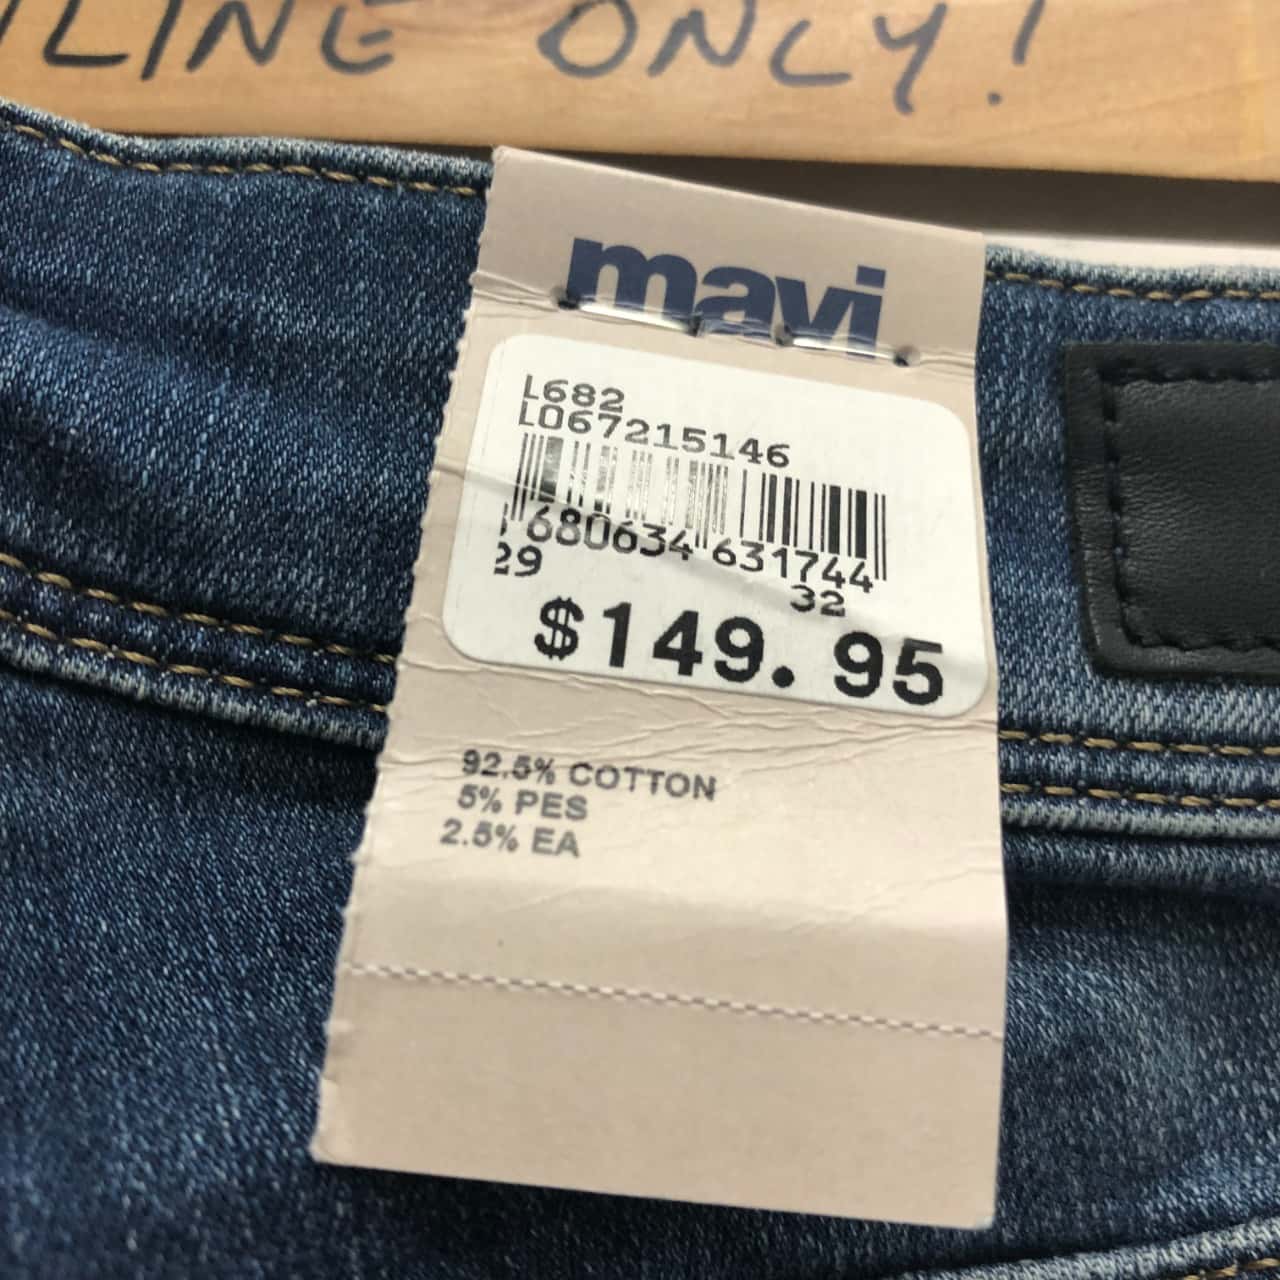 LINE ONLY!
mavi
L682
L067215146
680634 631744
29
32
$149.95
92.5% COTTON
5% PES
2.5% EA